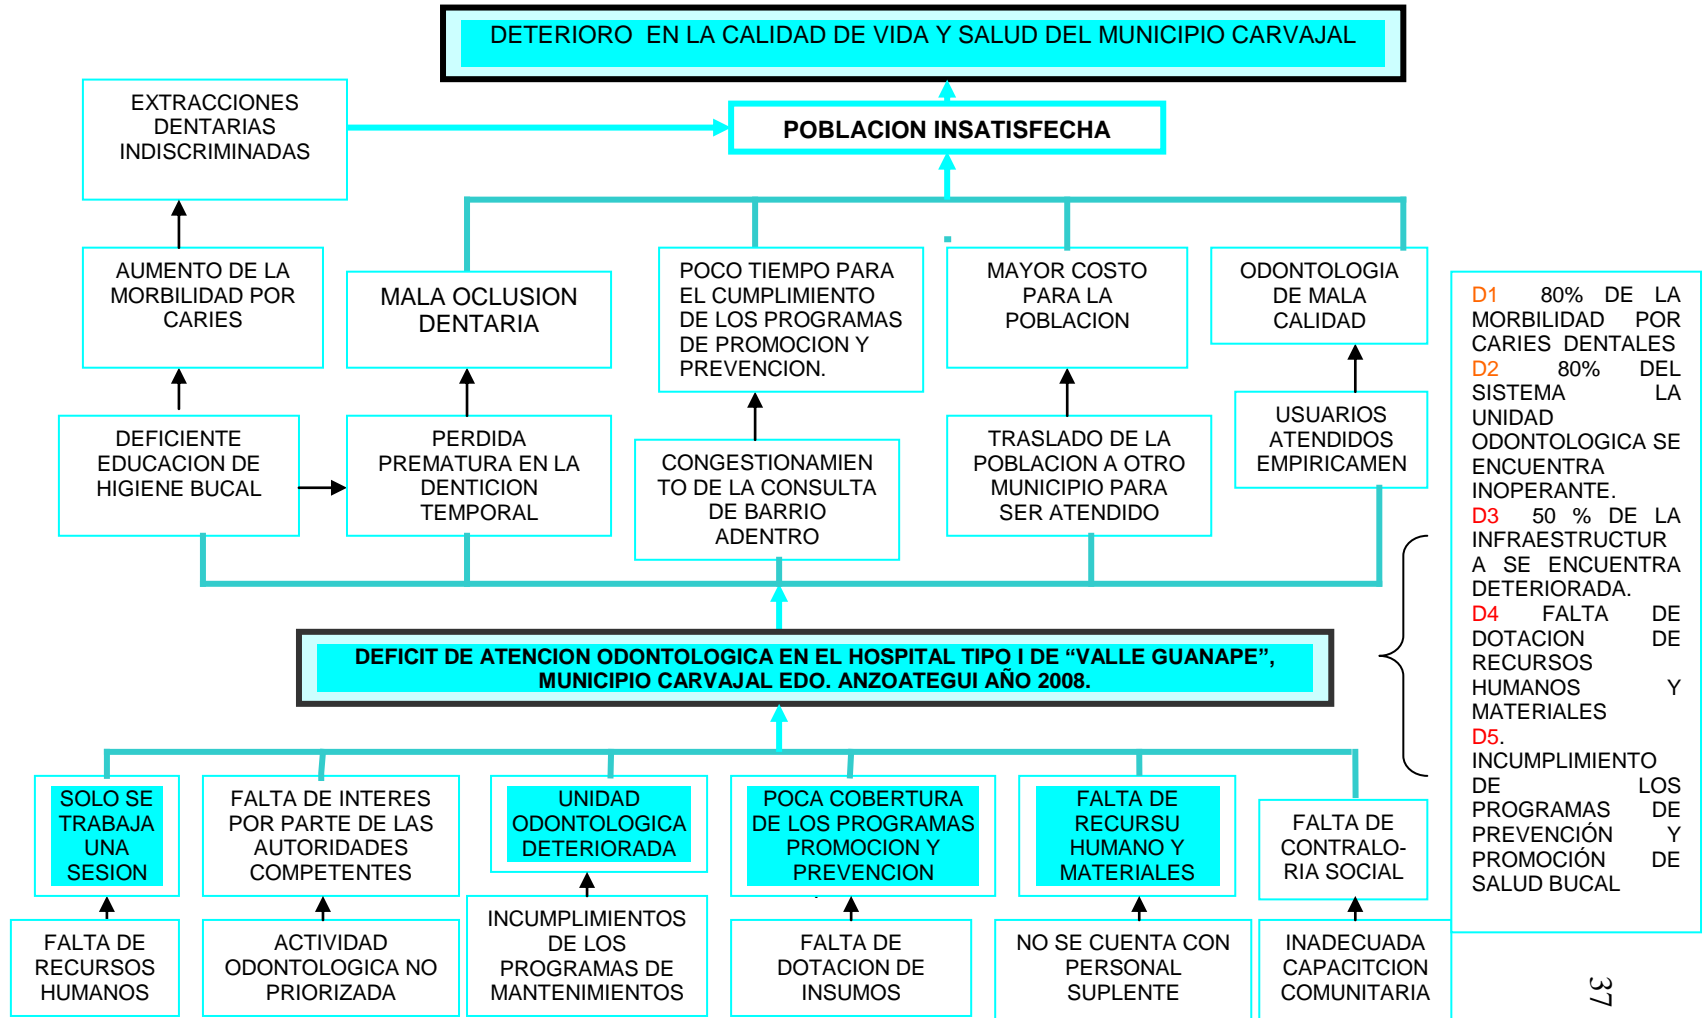 DETERIORO EN LA CALIDAD DE VIDA Y SALUD DEL MUNICIPIO CARVAJAL
EXTRACCIONES
DENTARIAS
INDISCRIMINADAS
POBLACION INSATISFECHA
AUMENTO DE LA
MORBILIDAD POR
CARIES
MALA OCLUSION
DENTARIA
POCO TIEMPO PARA
EL CUMPLIMIENTO
DE LOS PROGRAMAS
DE PROMOCION Y
PREVENCION.
MAYOR COSTO
PARA LA
POBLACION
ODONTOLOGIA
DE MALA
CALIDAD
DEFICIENTE
EDUCACION DE
HIGIENE BUCAL
PERDIDA
PREMATURA EN LA
DENTICION
TEMPORAL
CONGESTIONAMIEN
TO DE LA CONSULTA
DE BARRIO
ADENTRO
TRASLADO DE LA
POBLACION A OTRO
MUNICIPIO PARA
SER ATENDIDO
USUARIOS
ATENDIDOS
EMPIRICAMEN
D1 80% DE LA
MORBILIDAD POR
CARIES DENTALES
D2 80% DEL
SISTEMA LA
UNIDAD
ODONTOLOGICA SE
ENCUENTRA
INOPERANTE.
D3 50 % DE LA
INFRAESTRUCTUR
A SE ENCUENTRA
DETERIORADA.
D4 FALTA DE
DOTACION DE
RECURSOS
HUMANOS Y
MATERIALES
D5.
INCUMPLIMIENTO
DE LOS
PROGRAMAS DE
PREVENCIÓN Y
PROMOCIÓN DE
SALUD BUCAL
DEFICIT DE ATENCION ODONTOLOGICA EN EL HOSPITAL TIPO I DE “VALLE GUANAPE”,
MUNICIPIO CARVAJAL EDO. ANZOATEGUI AÑO 2008.
SOLO SE
TRABAJA
UNA
SESION
FALTA DE INTERES
POR PARTE DE LAS
AUTORIDADES
COMPETENTES
UNIDAD
ODONTOLOGICA
DETERIORADA
POCA COBERTURA
DE LOS PROGRAMAS
PROMOCION Y
PREVENCION
FALTA DE
RECURSU
HUMANO Y
MATERIALES
FALTA DE
CONTRALO-
RIA SOCIAL
FALTA DE
RECURSOS
HUMANOS
ACTIVIDAD
ODONTOLOGICA NO
PRIORIZADA
INCUMPLIMIENTOS
DE LOS
PROGRAMAS DE
MANTENIMIENTOS
FALTA DE
DOTACION DE
INSUMOS
NO SE CUENTA CON
PERSONAL
SUPLENTE
INADECUADA
CAPACITCION
COMUNITARIA
37